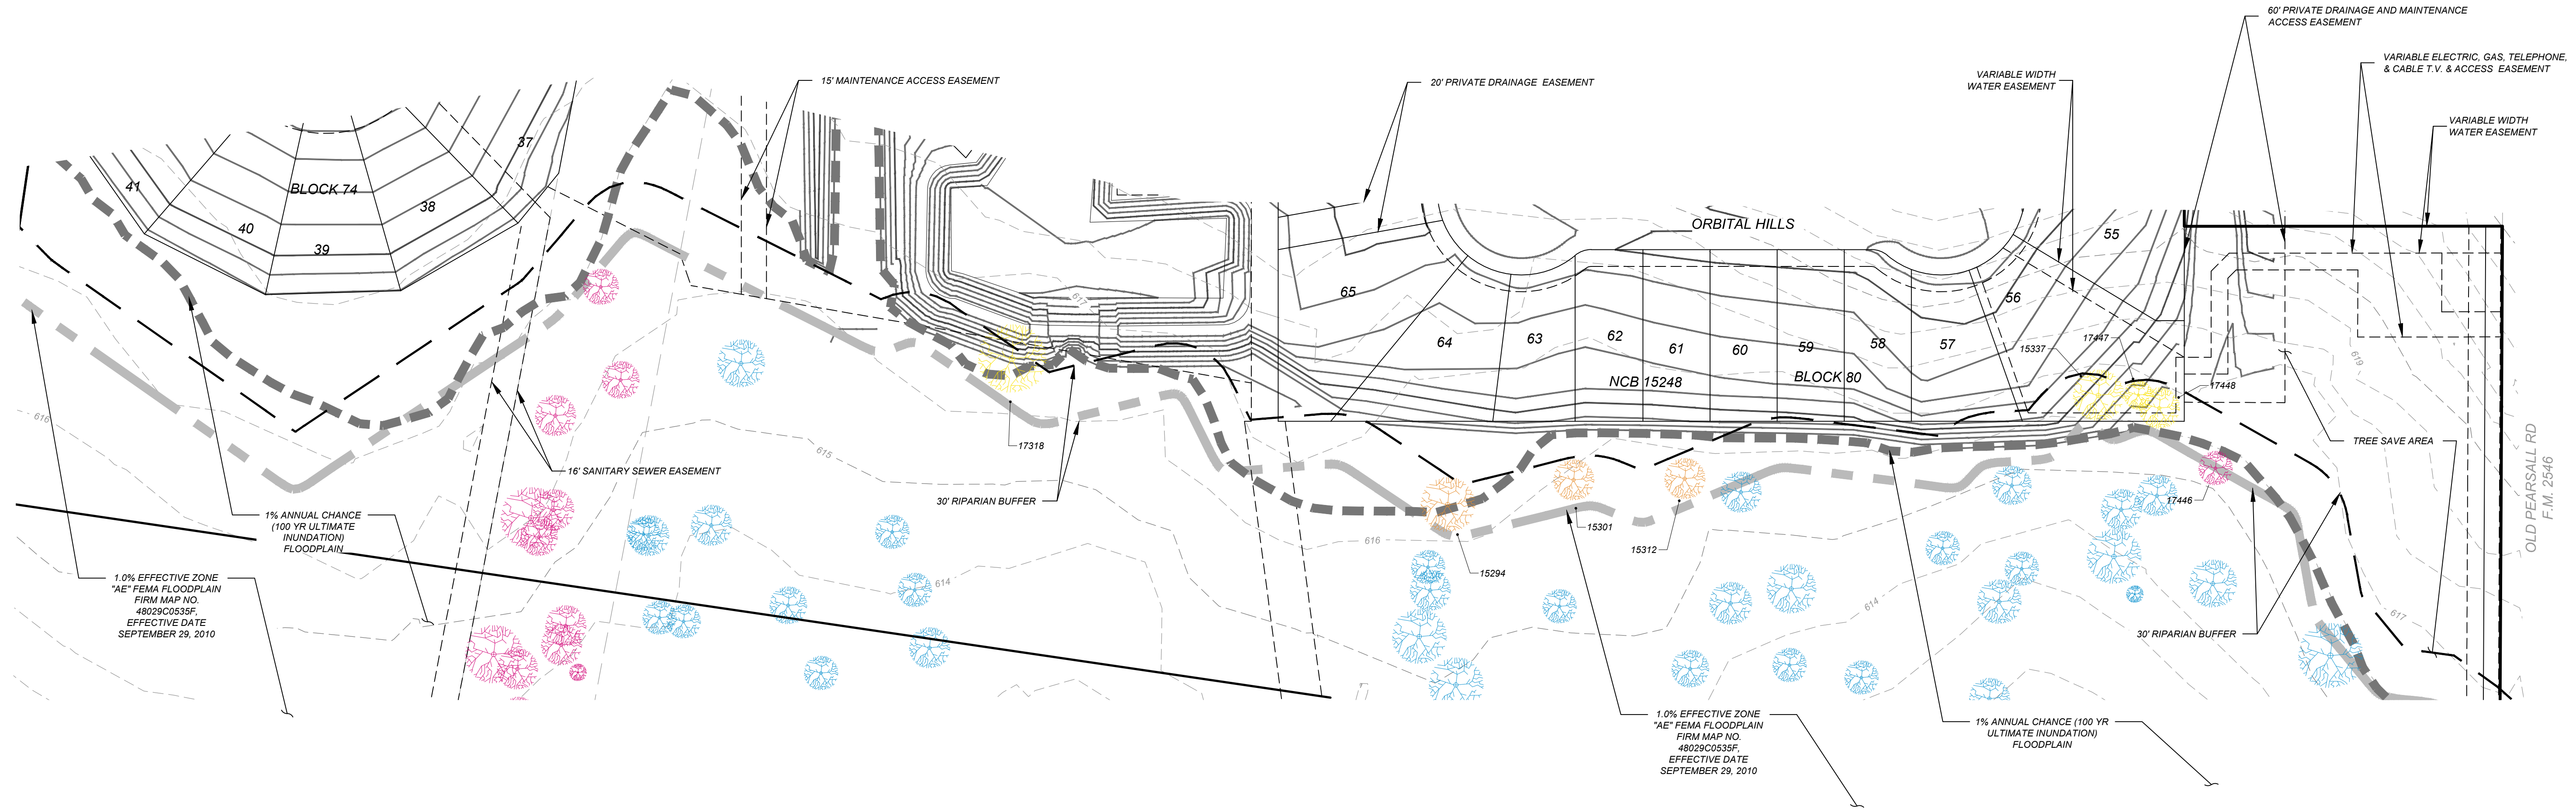 60' PRIVATE DRAINAGE AND MAINTENANCE
ACCESS EASEMENT
VARIABLE ELECTRIC, GAS, TELEPHONE,
& CABLE T.V. & ACCESS EASEMENT
VARIABLE WIDTH
WATER EASEMENT
15' MAINTENANCE ACCESS EASEMENT
20' PRIVATE DRAINAGE EASEMENT
VARIABLE WIDTH
WATER EASEMENT
37
41
BLOCK 74
38
40
39
ORBITAL HILLS
55
56
617
65
64
63
62
61
60
59
58
57
15337
17447
17448
619
NCB 15248
BLOCK 80
616
17318
615
16' SANITARY SEWER EASEMENT
30' RIPARIAN BUFFER
TREE SAVE AREA
OLD PEARSALL RD
F.M. 2546
17446
15301
15312
616
15294
1% ANNUAL CHANCE
(100 YR ULTIMATE
INUNDATION)
FLOODPLAIN
614
614
617
1.0% EFFECTIVE ZONE
"AE" FEMA FLOODPLAIN
FIRM MAP NO.
48029C0535F,
EFFECTIVE DATE
SEPTEMBER 29, 2010
30' RIPARIAN BUFFER
1.0% EFFECTIVE ZONE
"AE" FEMA FLOODPLAIN
FIRM MAP NO.
48029C0535F,
EFFECTIVE DATE
SEPTEMBER 29, 2010
1% ANNUAL CHANCE (100 YR
ULTIMATE INUNDATION)
FLOODPLAIN